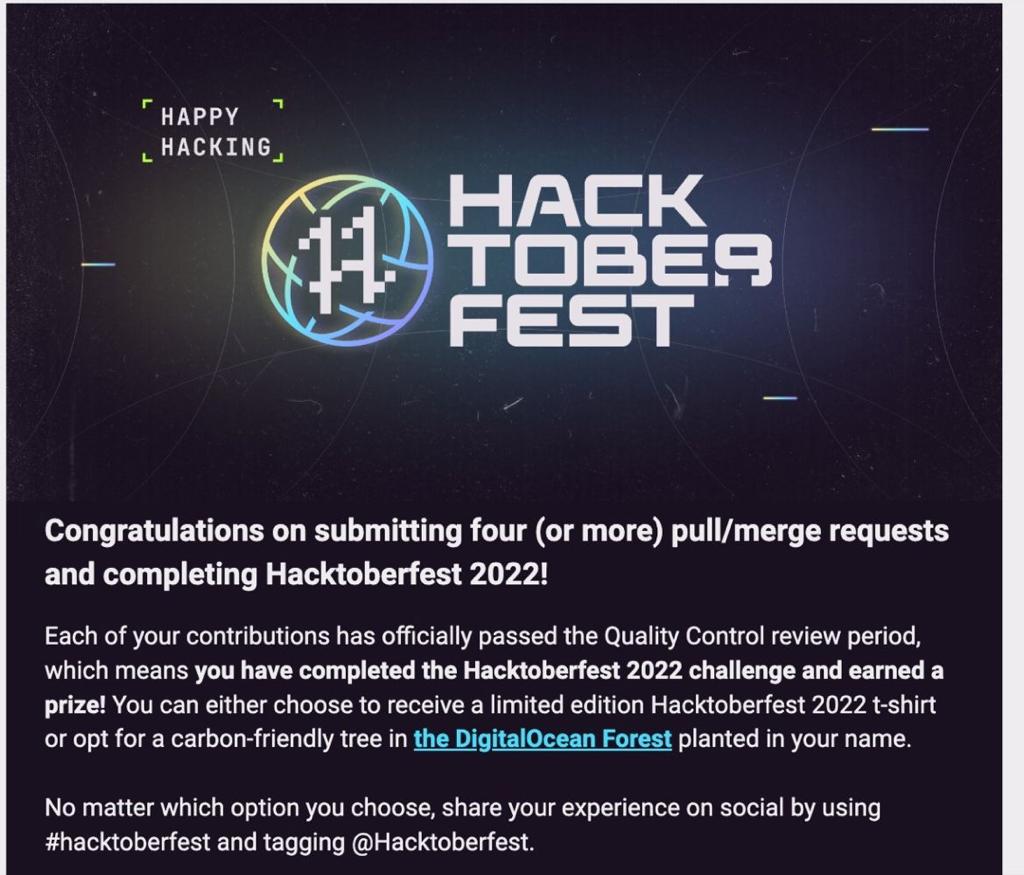 HAPPY
HACKING
HACK
TOBER
FEST
Congratulations on submitting four (or more) pull/merge requests
and completing Hacktoberfest 2022!
Each of your contributions has officially passed the Quality Control review period,
which means you have completed the Hacktoberfest 2022 challenge and earned a
prize! You can either choose to receive a limited edition Hacktoberfest 2022 t-shirt
or opt for a carbon-friendly tree in the DigitalOcean Forest planted in your name.
No matter which option you choose, share your experience on social by using
#hacktoberfest and tagging @Hacktoberfest.